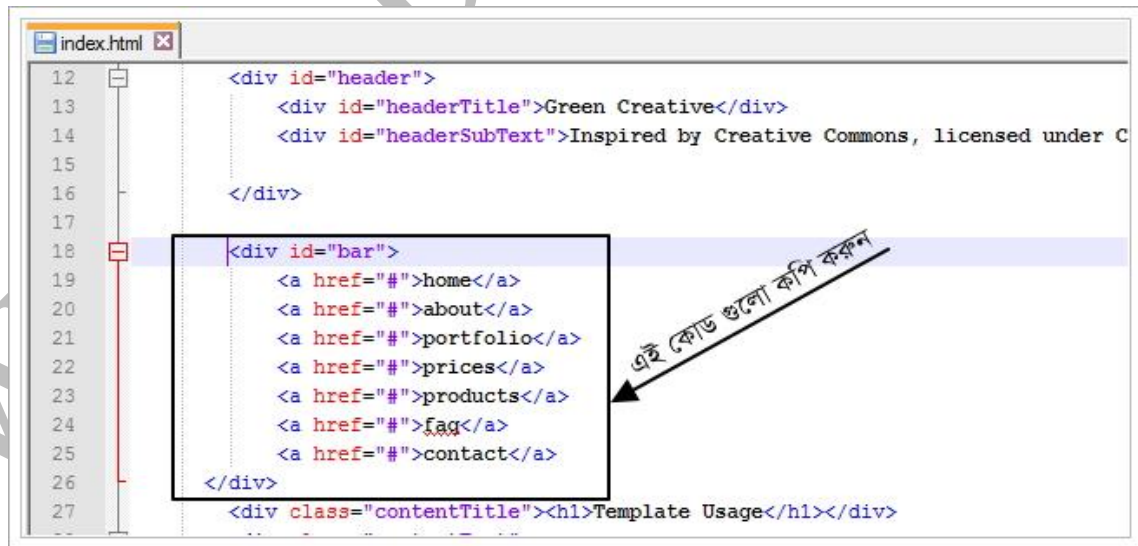 index.html
12 <div id="header">
13 <div id="headerTitle">Green Creative</div>
14 <div id="headerSubText">Inspired by Creative Commons, licensed under C
15
16 </div>
17
18 <div id="bar">
19 <a href="#">home</a>
20 <a href="#">about</a>
21 <a href="#">portfolio</a>
22 <a href="#">prices</a>
23 <a href="#">products</a>
24 <a href="#">faq</a>
25 <a href="#">contact</a>
26 </div>
27 <div class="contentTitle"><h1>Template Usage</h1></div>
এই কোড গুলো কপি করুন